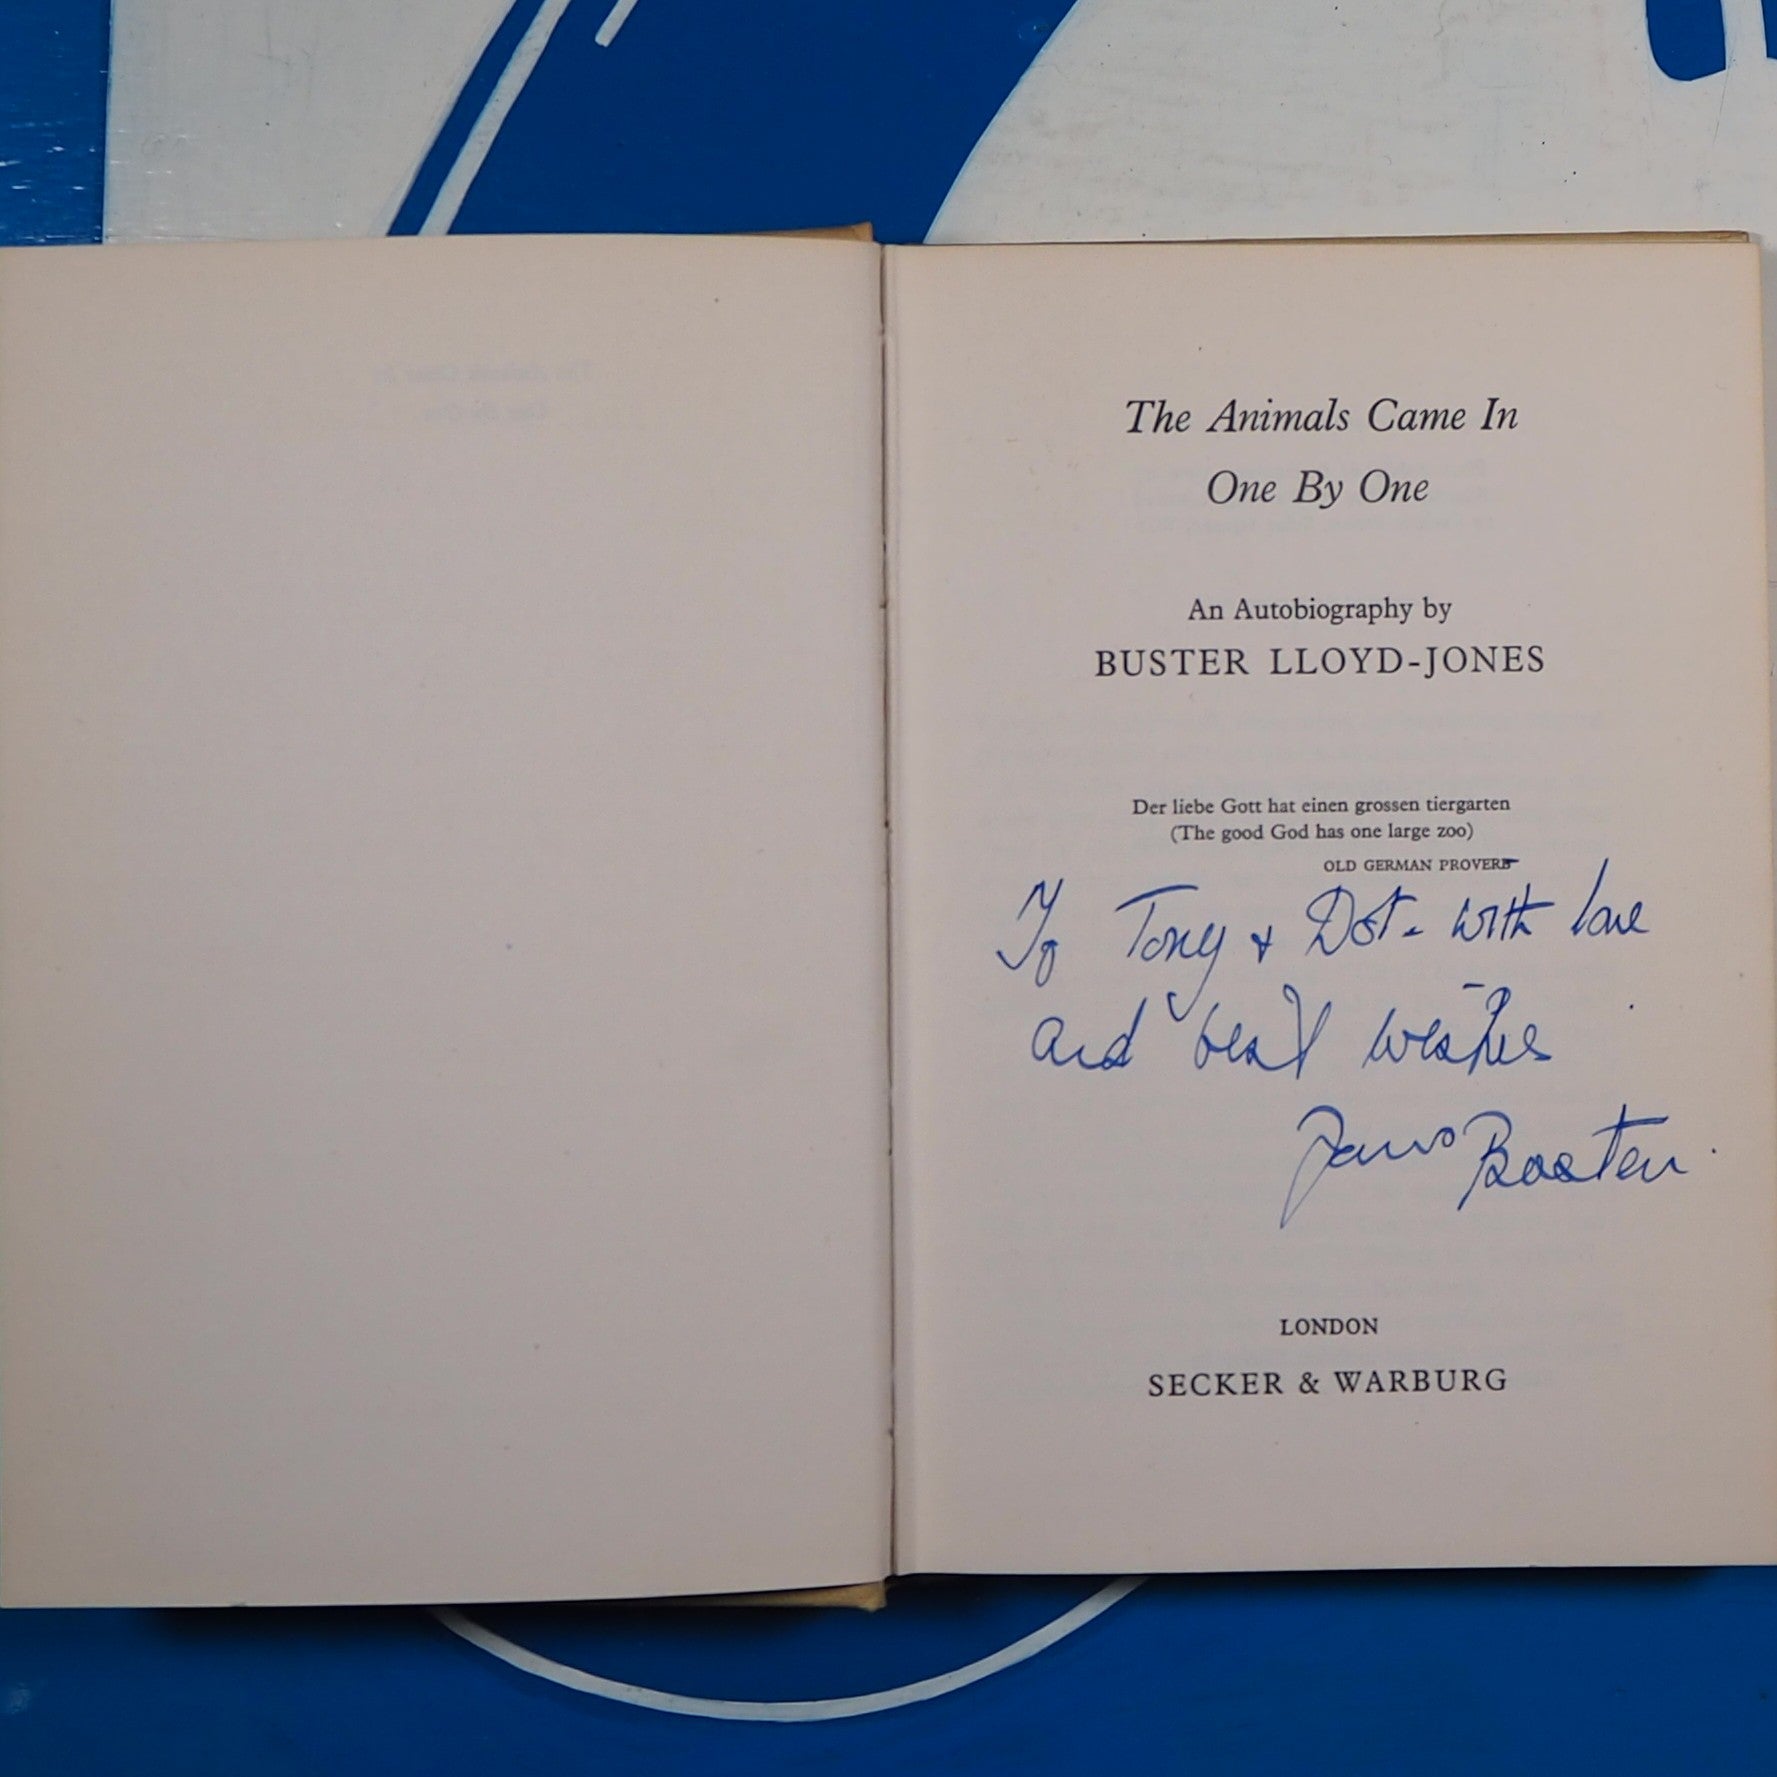 The Animals Came In
One By One
An Autobiography by
BUSTER LLOYD-JONES
Der liebe Gott hat einen grossen tiergarten
(The good God has one large zoo)
OLD GERMAN PROVERB
To Tony & Dot - with love
and best wishes
LONDON
SECKER & WARBURG